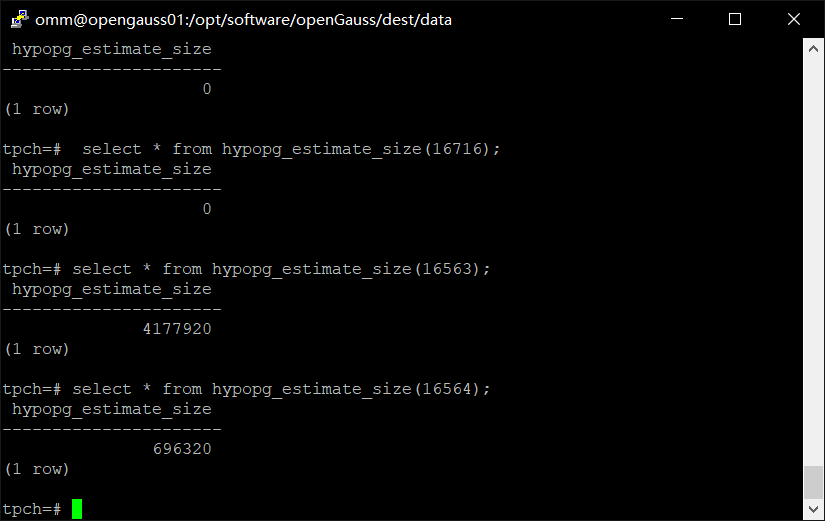 omm@opengauss01:/opt/software/openGauss/dest/data
 hypopg_estimate_size
----------------------
                    0
(1 row)
tpch=#  select * from hypopg_estimate_size(16716);
 hypopg_estimate_size
----------------------
                    0
(1 row)
tpch=# select * from hypopg_estimate_size(16563);
 hypopg_estimate_size
----------------------
              4177920
(1 row)
tpch=# select * from hypopg_estimate_size(16564);
 hypopg_estimate_size
----------------------
               696320
(1 row)
tpch=#